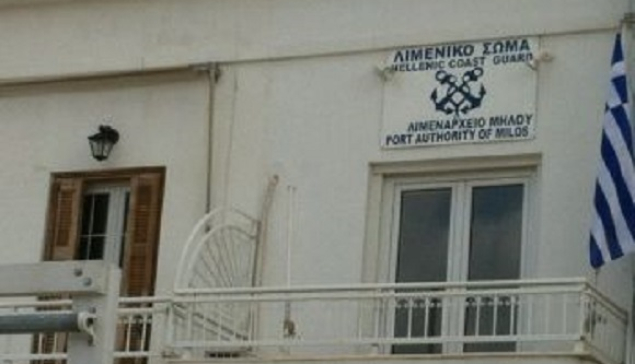 ΛΙΜΕΝΙΚΟ ΣΩΜΑ
HELLENIC COAST GUARD
ΛΙΜΕΝΑΡΧΕΙΟ ΜΗΛΟΥ
PORT AUTHORITY OF MILOS